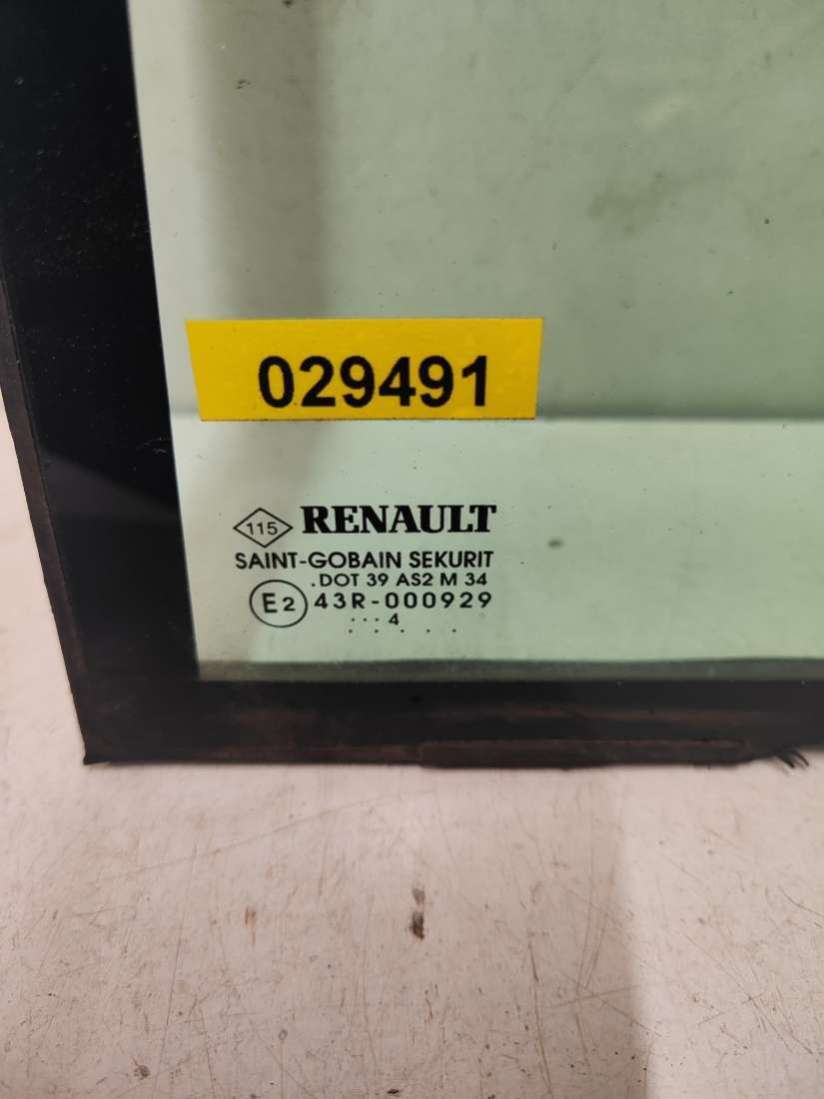 029491
115 RENAULT
SAINT-GOBAIN SEKURIT
.DOT 39 AS2 M 34
E2 43R-000929
... 4
. . . . .